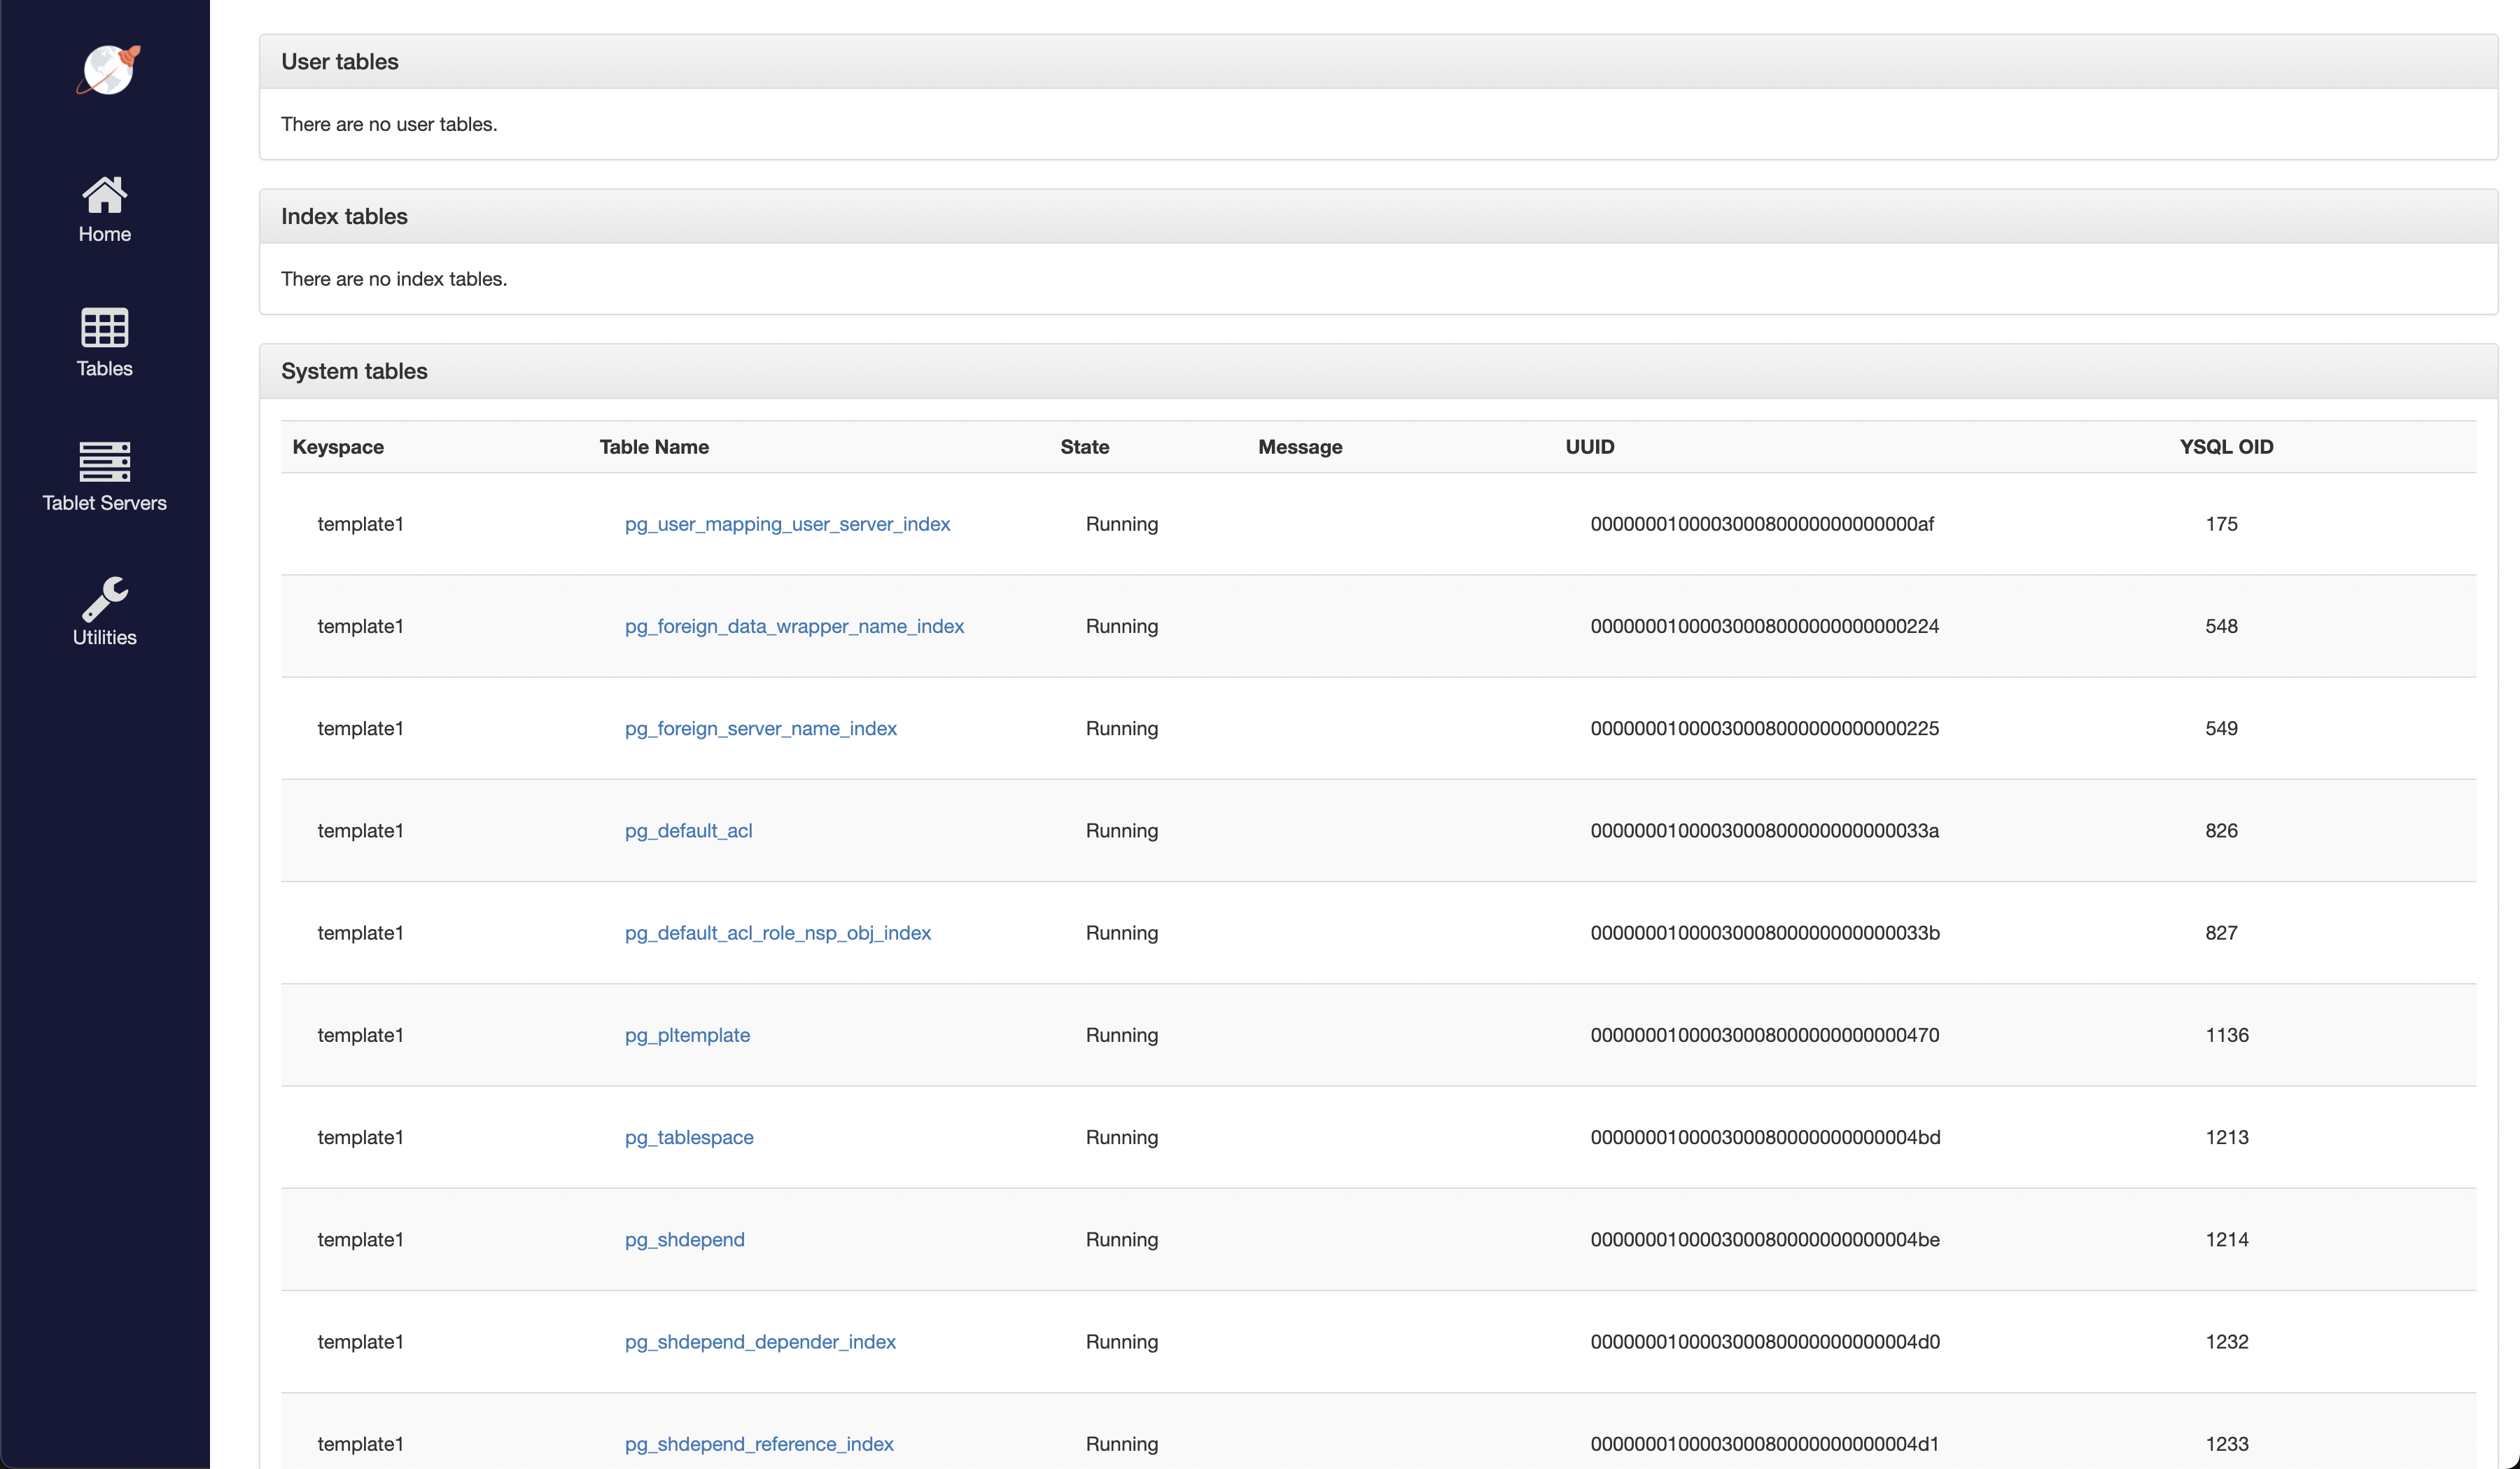 Home
Tables
Tablet Servers
Utilities
User tables
There are no user tables.
Index tables
There are no index tables.
System tables
Keyspace Table Name State Message UUID YSQL OID
template1 pg_user_mapping_user_server_index Running 000000010000300080000000000000af 175
template1 pg_foreign_data_wrapper_name_index Running 00000001000030008000000000000224 548
template1 pg_foreign_server_name_index Running 00000001000030008000000000000225 549
template1 pg_default_acl Running 0000000100003000800000000000033a 826
template1 pg_default_acl_role_nsp_obj_index Running 0000000100003000800000000000033b 827
template1 pg_pltemplate Running 00000001000030008000000000000470 1136
template1 pg_tablespace Running 000000010000300080000000000004bd 1213
template1 pg_shdepend Running 000000010000300080000000000004be 1214
template1 pg_shdepend_depender_index Running 000000010000300080000000000004d0 1232
template1 pg_shdepend_reference_index Running 000000010000300080000000000004d1 1233